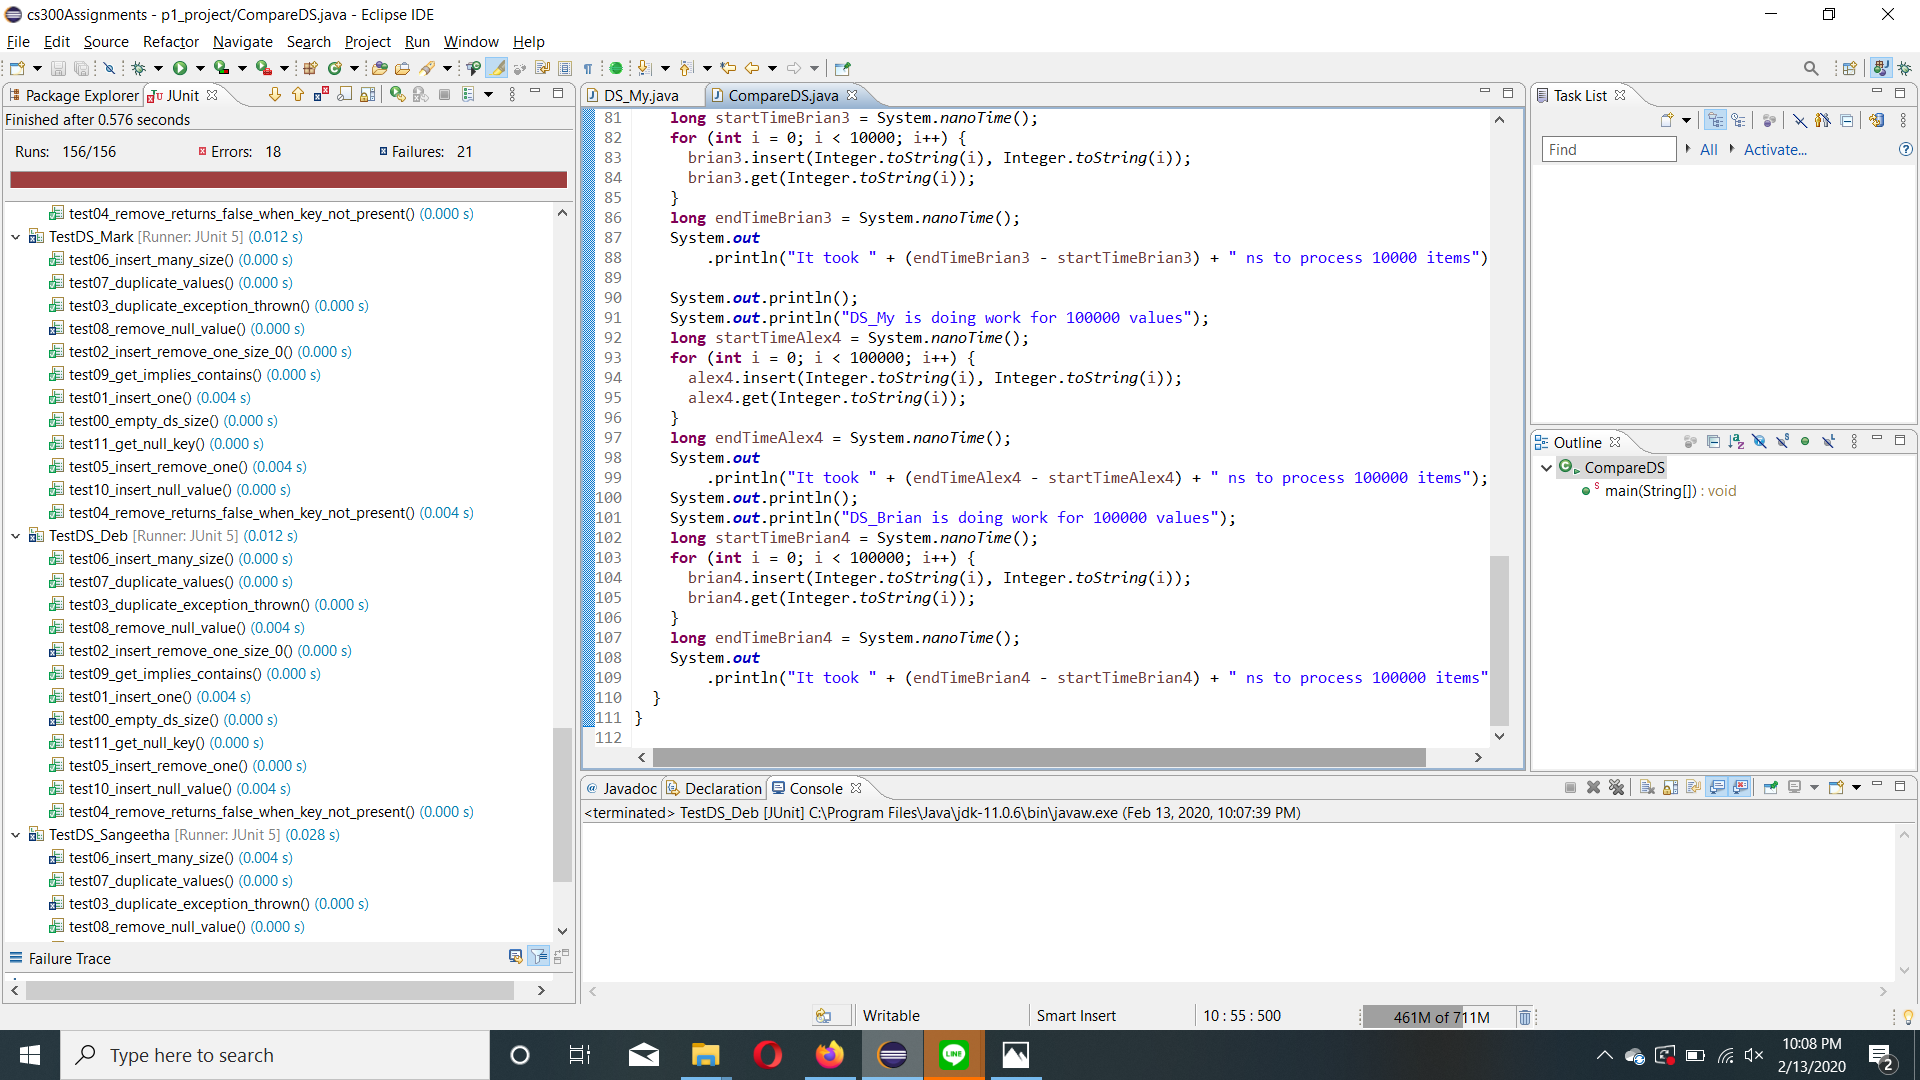 cs300Assignments - p1_project/CompareDS.java - Eclipse IDE
File Edit Source Refactor Navigate Search Project Run Window Help
Package Explorer JUnit
Finished after 0.576 seconds
Runs: 156/156 Errors: 18 Failures: 21
test04_remove_returns_false_when_key_not_present() (0.000 s)
TestDS_Mark [Runner: JUnit 5] (0.012 s)
test06_insert_many_size() (0.000 s)
test07_duplicate_values() (0.000 s)
test03_duplicate_exception_thrown() (0.000 s)
test08_remove_null_value() (0.000 s)
test02_insert_remove_one_size_0() (0.000 s)
test09_get_implies_contains() (0.000 s)
test01_insert_one() (0.004 s)
test00_empty_ds_size() (0.000 s)
test11_get_null_key() (0.000 s)
test05_insert_remove_one() (0.004 s)
test10_insert_null_value() (0.000 s)
test04_remove_returns_false_when_key_not_present() (0.004 s)
TestDS_Deb [Runner: JUnit 5] (0.012 s)
test06_insert_many_size() (0.000 s)
test07_duplicate_values() (0.000 s)
test03_duplicate_exception_thrown() (0.000 s)
test08_remove_null_value() (0.004 s)
test02_insert_remove_one_size_0() (0.000 s)
test09_get_implies_contains() (0.000 s)
test01_insert_one() (0.004 s)
test00_empty_ds_size() (0.000 s)
test11_get_null_key() (0.000 s)
test05_insert_remove_one() (0.000 s)
test10_insert_null_value() (0.004 s)
test04_remove_returns_false_when_key_not_present() (0.000 s)
TestDS_Sangeetha [Runner: JUnit 5] (0.028 s)
test06_insert_many_size() (0.004 s)
test07_duplicate_values() (0.000 s)
test03_duplicate_exception_thrown() (0.000 s)
test08_remove_null_value() (0.000 s)
Failure Trace
DS_My.java CompareDS.java
81 long startTimeBrian3 = System.nanoTime();
82 for (int i = 0; i < 10000; i++) {
83 brian3.insert(Integer.toString(i), Integer.toString(i));
84 brian3.get(Integer.toString(i));
85 }
86 long endTimeBrian3 = System.nanoTime();
87 System.out
88 .println("It took " + (endTimeBrian3 - startTimeBrian3) + " ns to process 10000 items")
89
90 System.out.println();
91 System.out.println("DS_My is doing work for 100000 values");
92 long startTimeAlex4 = System.nanoTime();
93 for (int i = 0; i < 100000; i++) {
94 alex4.insert(Integer.toString(i), Integer.toString(i));
95 alex4.get(Integer.toString(i));
96 }
97 long endTimeAlex4 = System.nanoTime();
98 System.out
99 .println("It took " + (endTimeAlex4 - startTimeAlex4) + " ns to process 100000 items");
100 System.out.println();
101 System.out.println("DS_Brian is doing work for 100000 values");
102 long startTimeBrian4 = System.nanoTime();
103 for (int i = 0; i < 100000; i++) {
104 brian4.insert(Integer.toString(i), Integer.toString(i));
105 brian4.get(Integer.toString(i));
106 }
107 long endTimeBrian4 = System.nanoTime();
108 System.out
109 .println("It took " + (endTimeBrian4 - startTimeBrian4) + " ns to process 100000 items"
110 }
111 }
112
Task List
Find All Activate...
Outline
CompareDS
main(String[]) : void
Javadoc Declaration Console
<terminated> TestDS_Deb [JUnit] C:\Program Files\Java\jdk-11.0.6\bin\javaw.exe (Feb 13, 2020, 10:07:39 PM)
Writable Smart Insert 10 : 55 : 500 461M of 711M
Type here to search
LINE
10:08 PM
2/13/2020
2